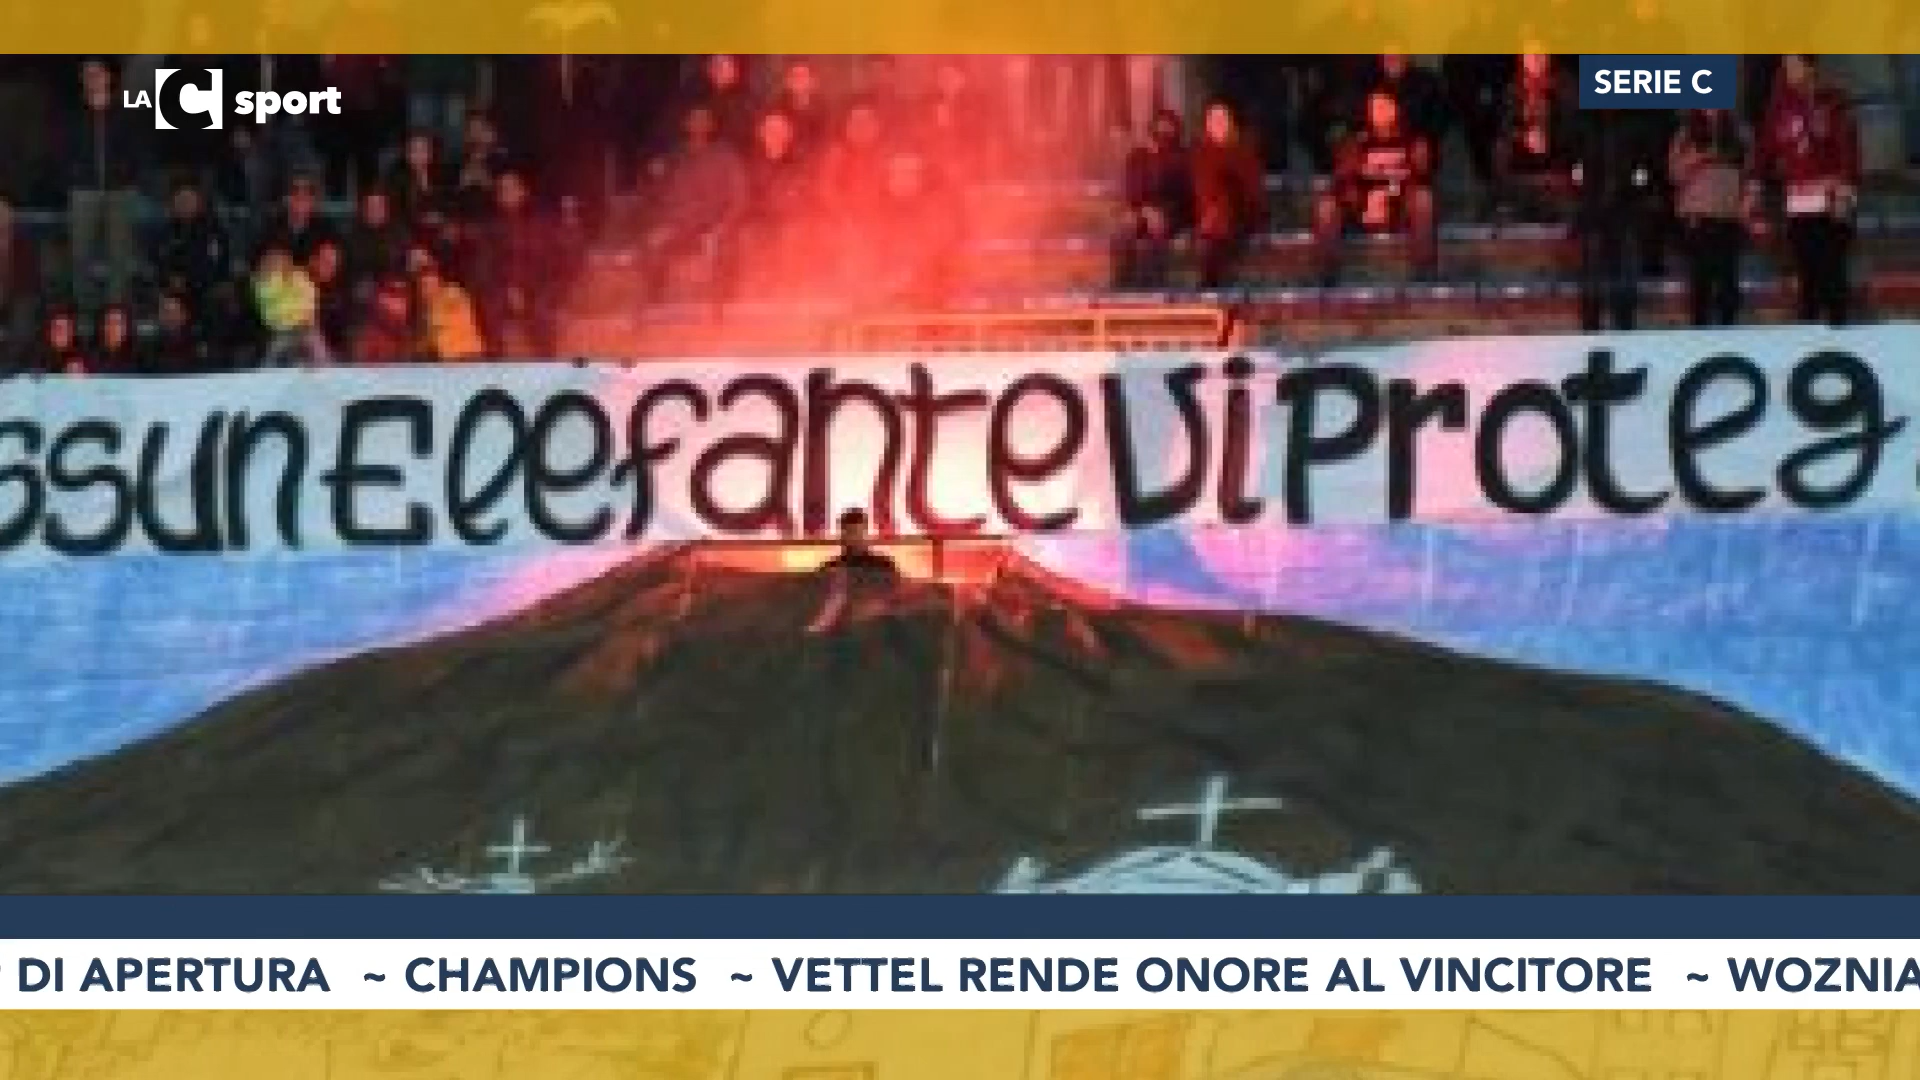 LA C sport
SERIE C
ssun Elefante Vi Proteg
DI APERTURA ~ CHAMPIONS ~ VETTEL RENDE ONORE AL VINCITORE ~ WOZNIA